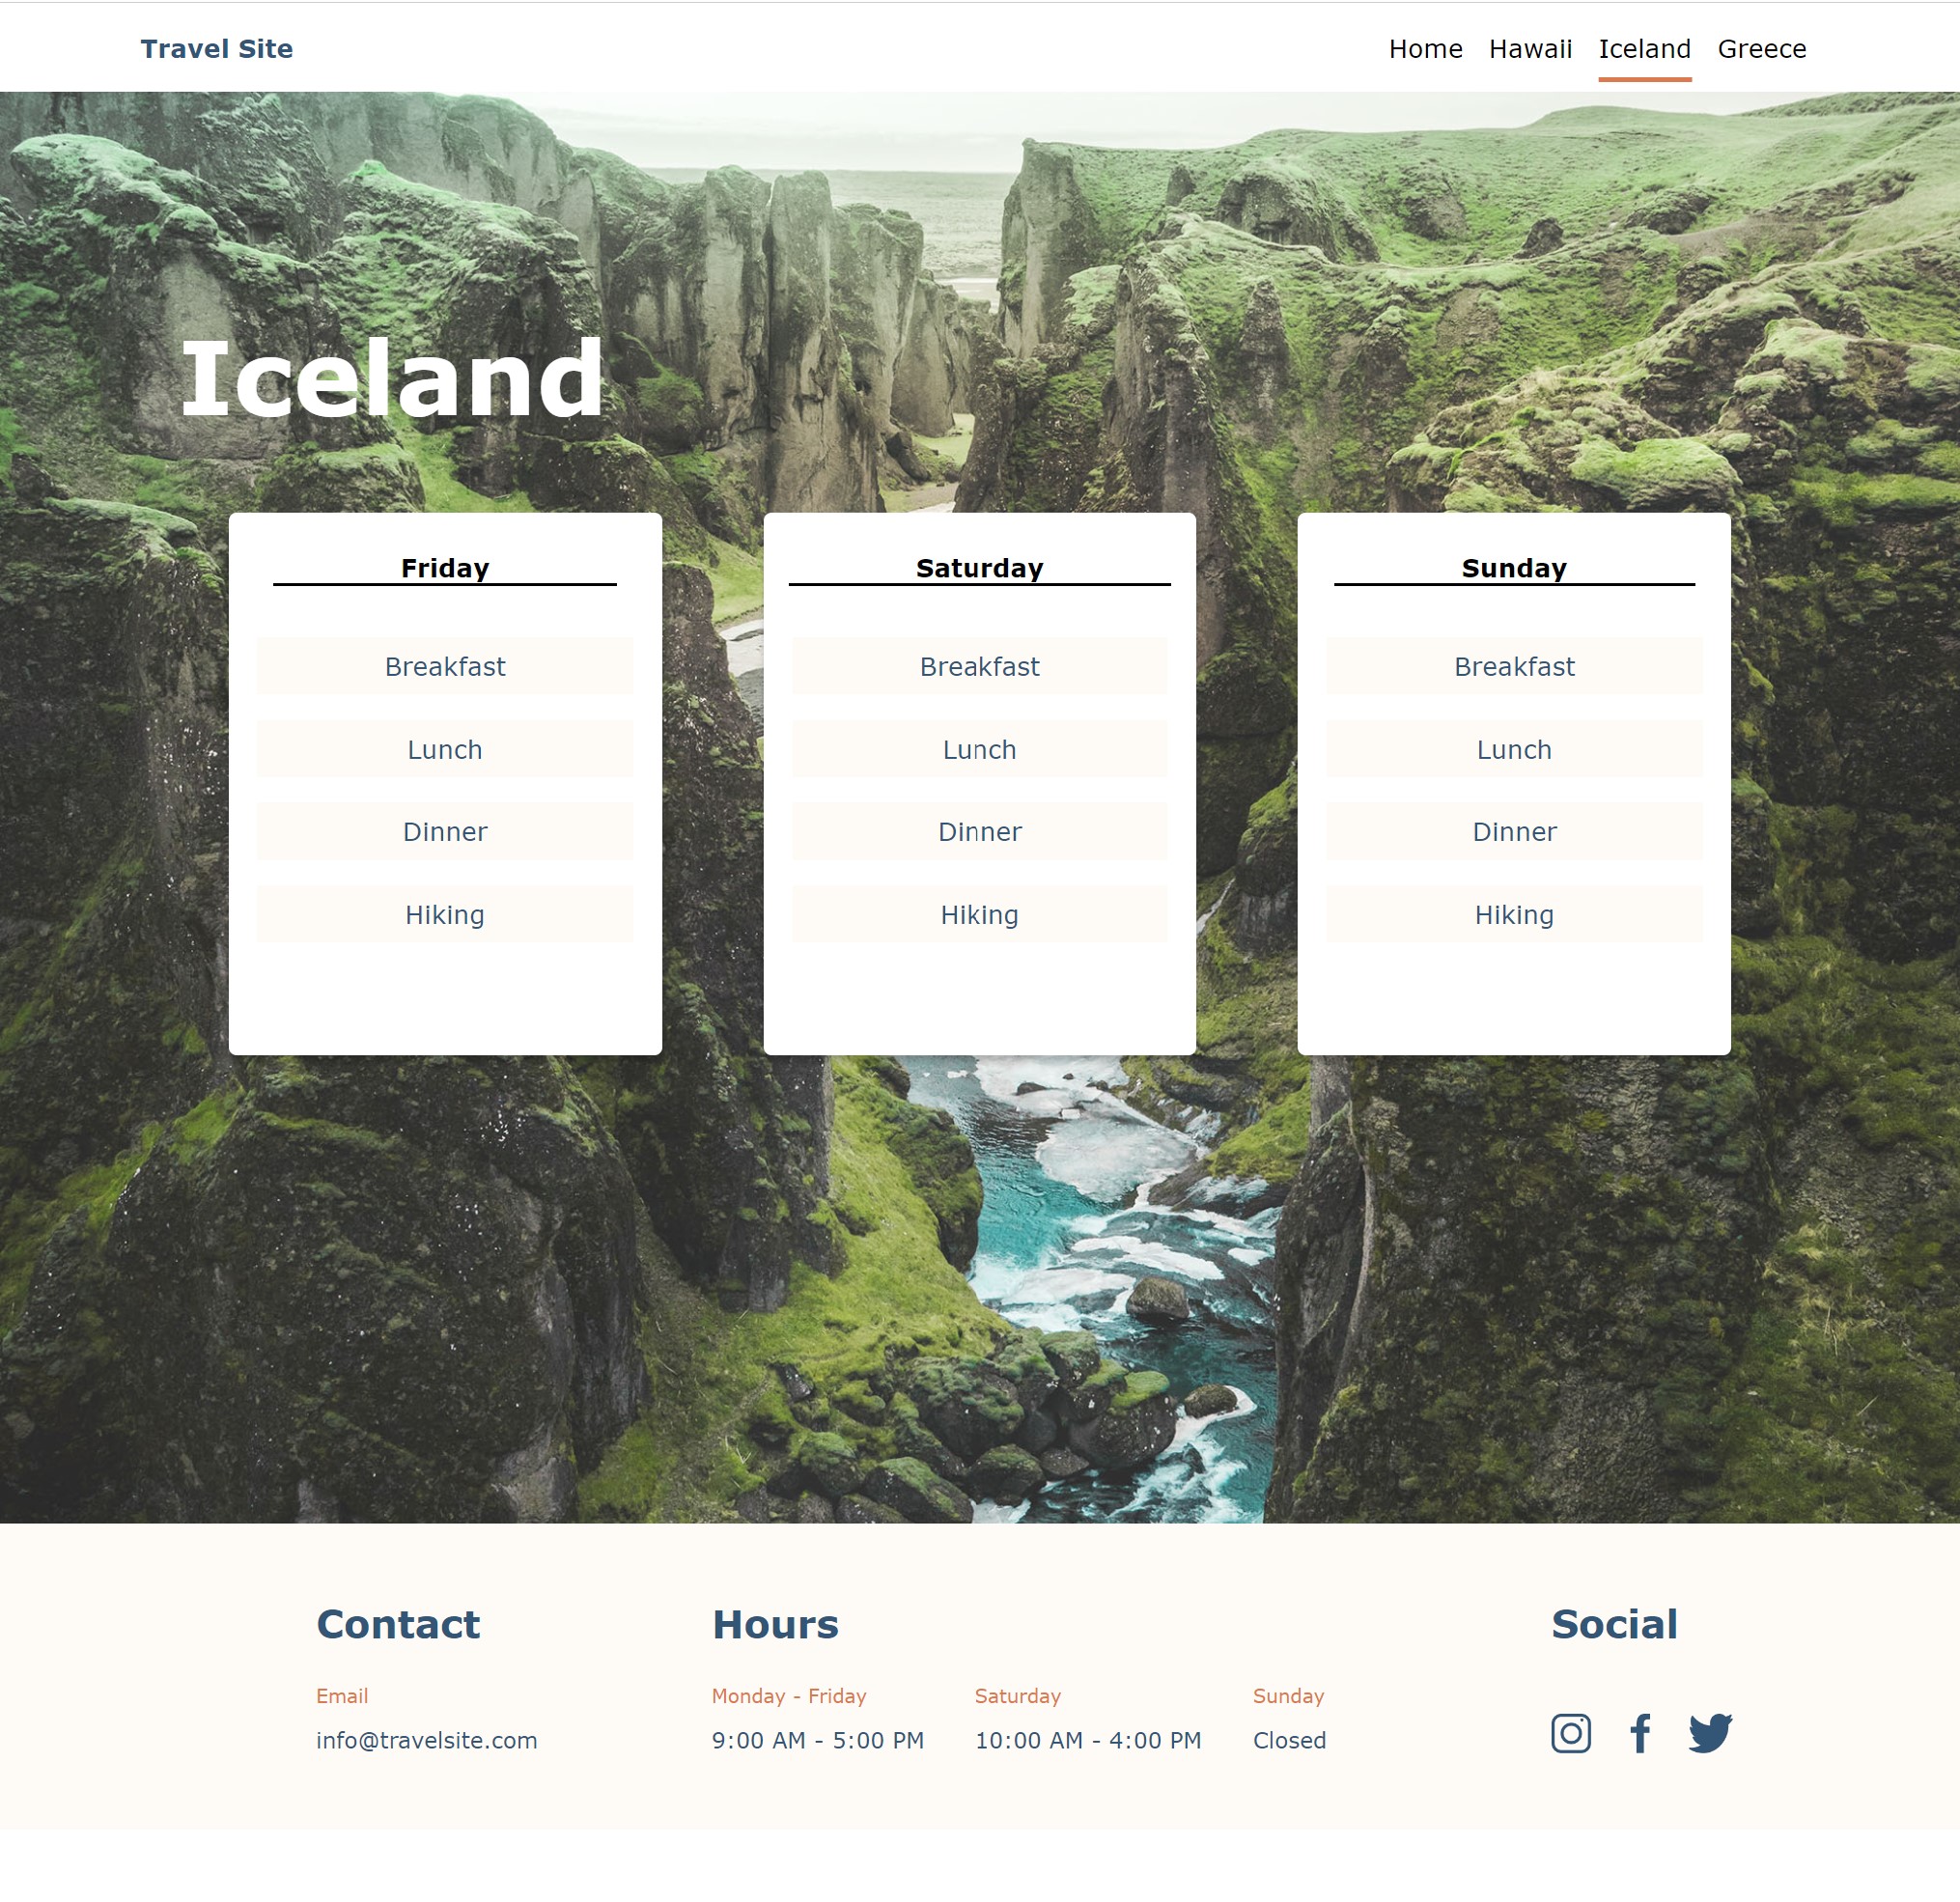 Travel Site
Home Hawaii Iceland Greece
Iceland
Friday
Breakfast
Lunch
Dinner
Hiking
Saturday
Breakfast
Lunch
Dinner
Hiking
Sunday
Breakfast
Lunch
Dinner
Hiking
Contact
Email
info@travelsite.com
Hours
Monday - Friday
9:00 AM - 5:00 PM
Saturday
10:00 AM - 4:00 PM
Sunday
Closed
Social